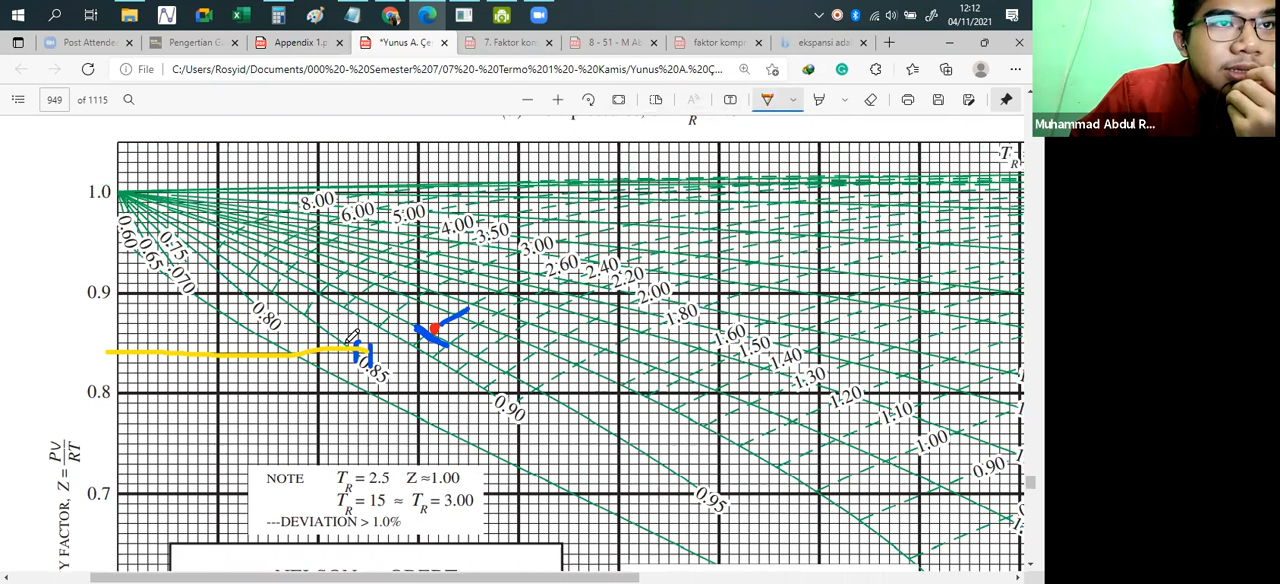 12:12
04/11/2021
Post Attende
Pengertian G
Appendix 1.p
*Yunus A. Çe
7. Faktor kon
8 - 51 - M Ab
faktor kompr
ekspansi adia
File
C:/Users/Rosyid/Documents/000%20-%20Semester%207/07%20-%20Termo%201%20-%20Kamis/Yunus%20A.%20Ç...
949 of 1115
R
T_R
1.0
0.9
0.8
0.7
0.60
0.65
0.70
0.75
0.80
0.85
0.90
0.95
8.00
6.00
5.00
4.00
3.50
3.00
2.60
2.40
2.20
2.00
1.80
1.60
1.50
1.40
1.30
1.20
1.10
1.00
0.90
Y FACTOR, Z = Pv/RT
NOTE T_R = 2.5 Z ≈ 1.00
T_R = 15 ≈ T_R = 3.00
---DEVIATION > 1.0%
Muhammad Abdul R...